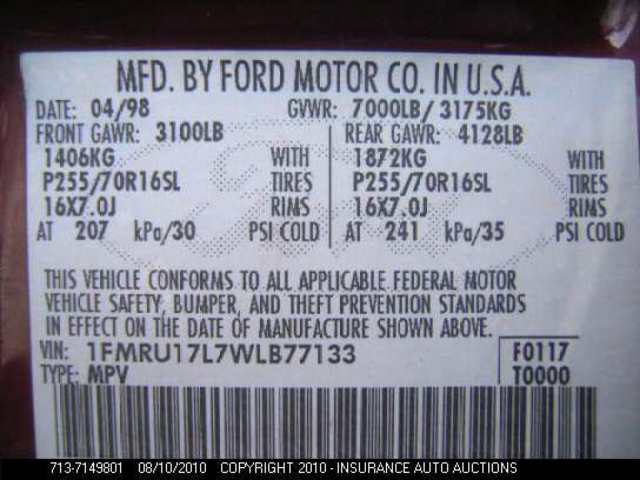 MFD. BY FORD MOTOR CO. IN U.S.A.
DATE: 04/98 GVWR: 7000LB/ 3175KG
FRONT GAWR: 3100LB REAR GAWR: 4128LB
1406KG WITH 1872KG WITH
P255/70R16SL TIRES P255/70R16SL TIRES
16X7.0J RIMS 16X7.0J RIMS
AT 207 kPa/30 PSI COLD AT 241 kPa/35 PSI COLD
THIS VEHICLE CONFORMS TO ALL APPLICABLE FEDERAL MOTOR
VEHICLE SAFETY, BUMPER, AND THEFT PREVENTION STANDARDS
IN EFFECT ON THE DATE OF MANUFACTURE SHOWN ABOVE.
VIN: 1FMRU17L7WLB77133 F0117
TYPE: MPV T0000
713-7149801 08/10/2010 COPYRIGHT 2010 - INSURANCE AUTO AUCTIONS